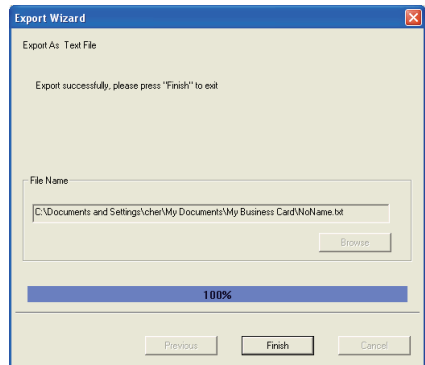 Export Wizard
Export As Text File
Export successfully, please press "Finish" to exit
File Name
C:\Documents and Settings\cher\My Documents\My Business Card\NoName.txt
Browse
100%
Previous Finish Cancel